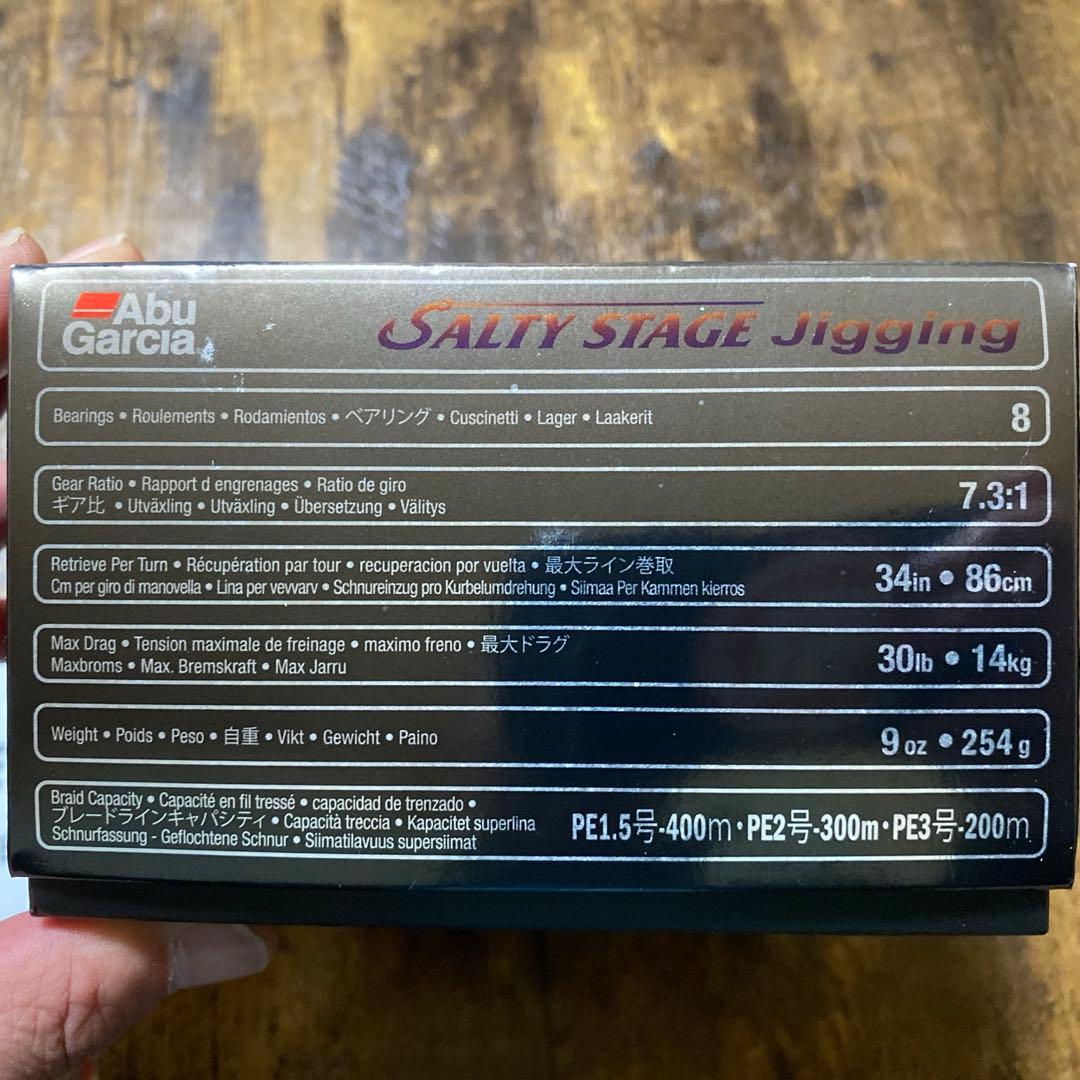 Abu
Garcia
SALTY STAGE Jigging
Bearings • Roulements • Rodamientos • ベアリング • Cuscinetti • Lager • Laakerit
8
Gear Ratio • Rapport d engrenages • Ratio de giro
ギア比 • Utväxling • Utväxling • Übersetzung • Välitys
7.3:1
Retrieve Per Turn • Récupération par tour • recuperacion por vuelta • 最大ライン巻取
Cm per giro di manovella • Lina per vevvarv • Schnureinzug pro Kurbelumdrehung • Siimaa Per Kammen kierros
34in • 86cm
Max Drag • Tension maximale de freinage • maximo freno • 最大ドラグ
Maxbroms • Max. Bremskraft • Max Jarru
30lb • 14kg
Weight • Poids • Peso • 自重 • Vikt • Gewicht • Paino
9 oz • 254 g
Braid Capacity • Capacité en fil tressé • capacidad de trenzado •
ブレードラインキャパシティ • Capacità treccia • Kapacitet superlina
Schnurfassung - Geflochtene Schnur • Siimatilavuus supersiimat
PE1.5号-400m・PE2号-300m・PE3号-200m